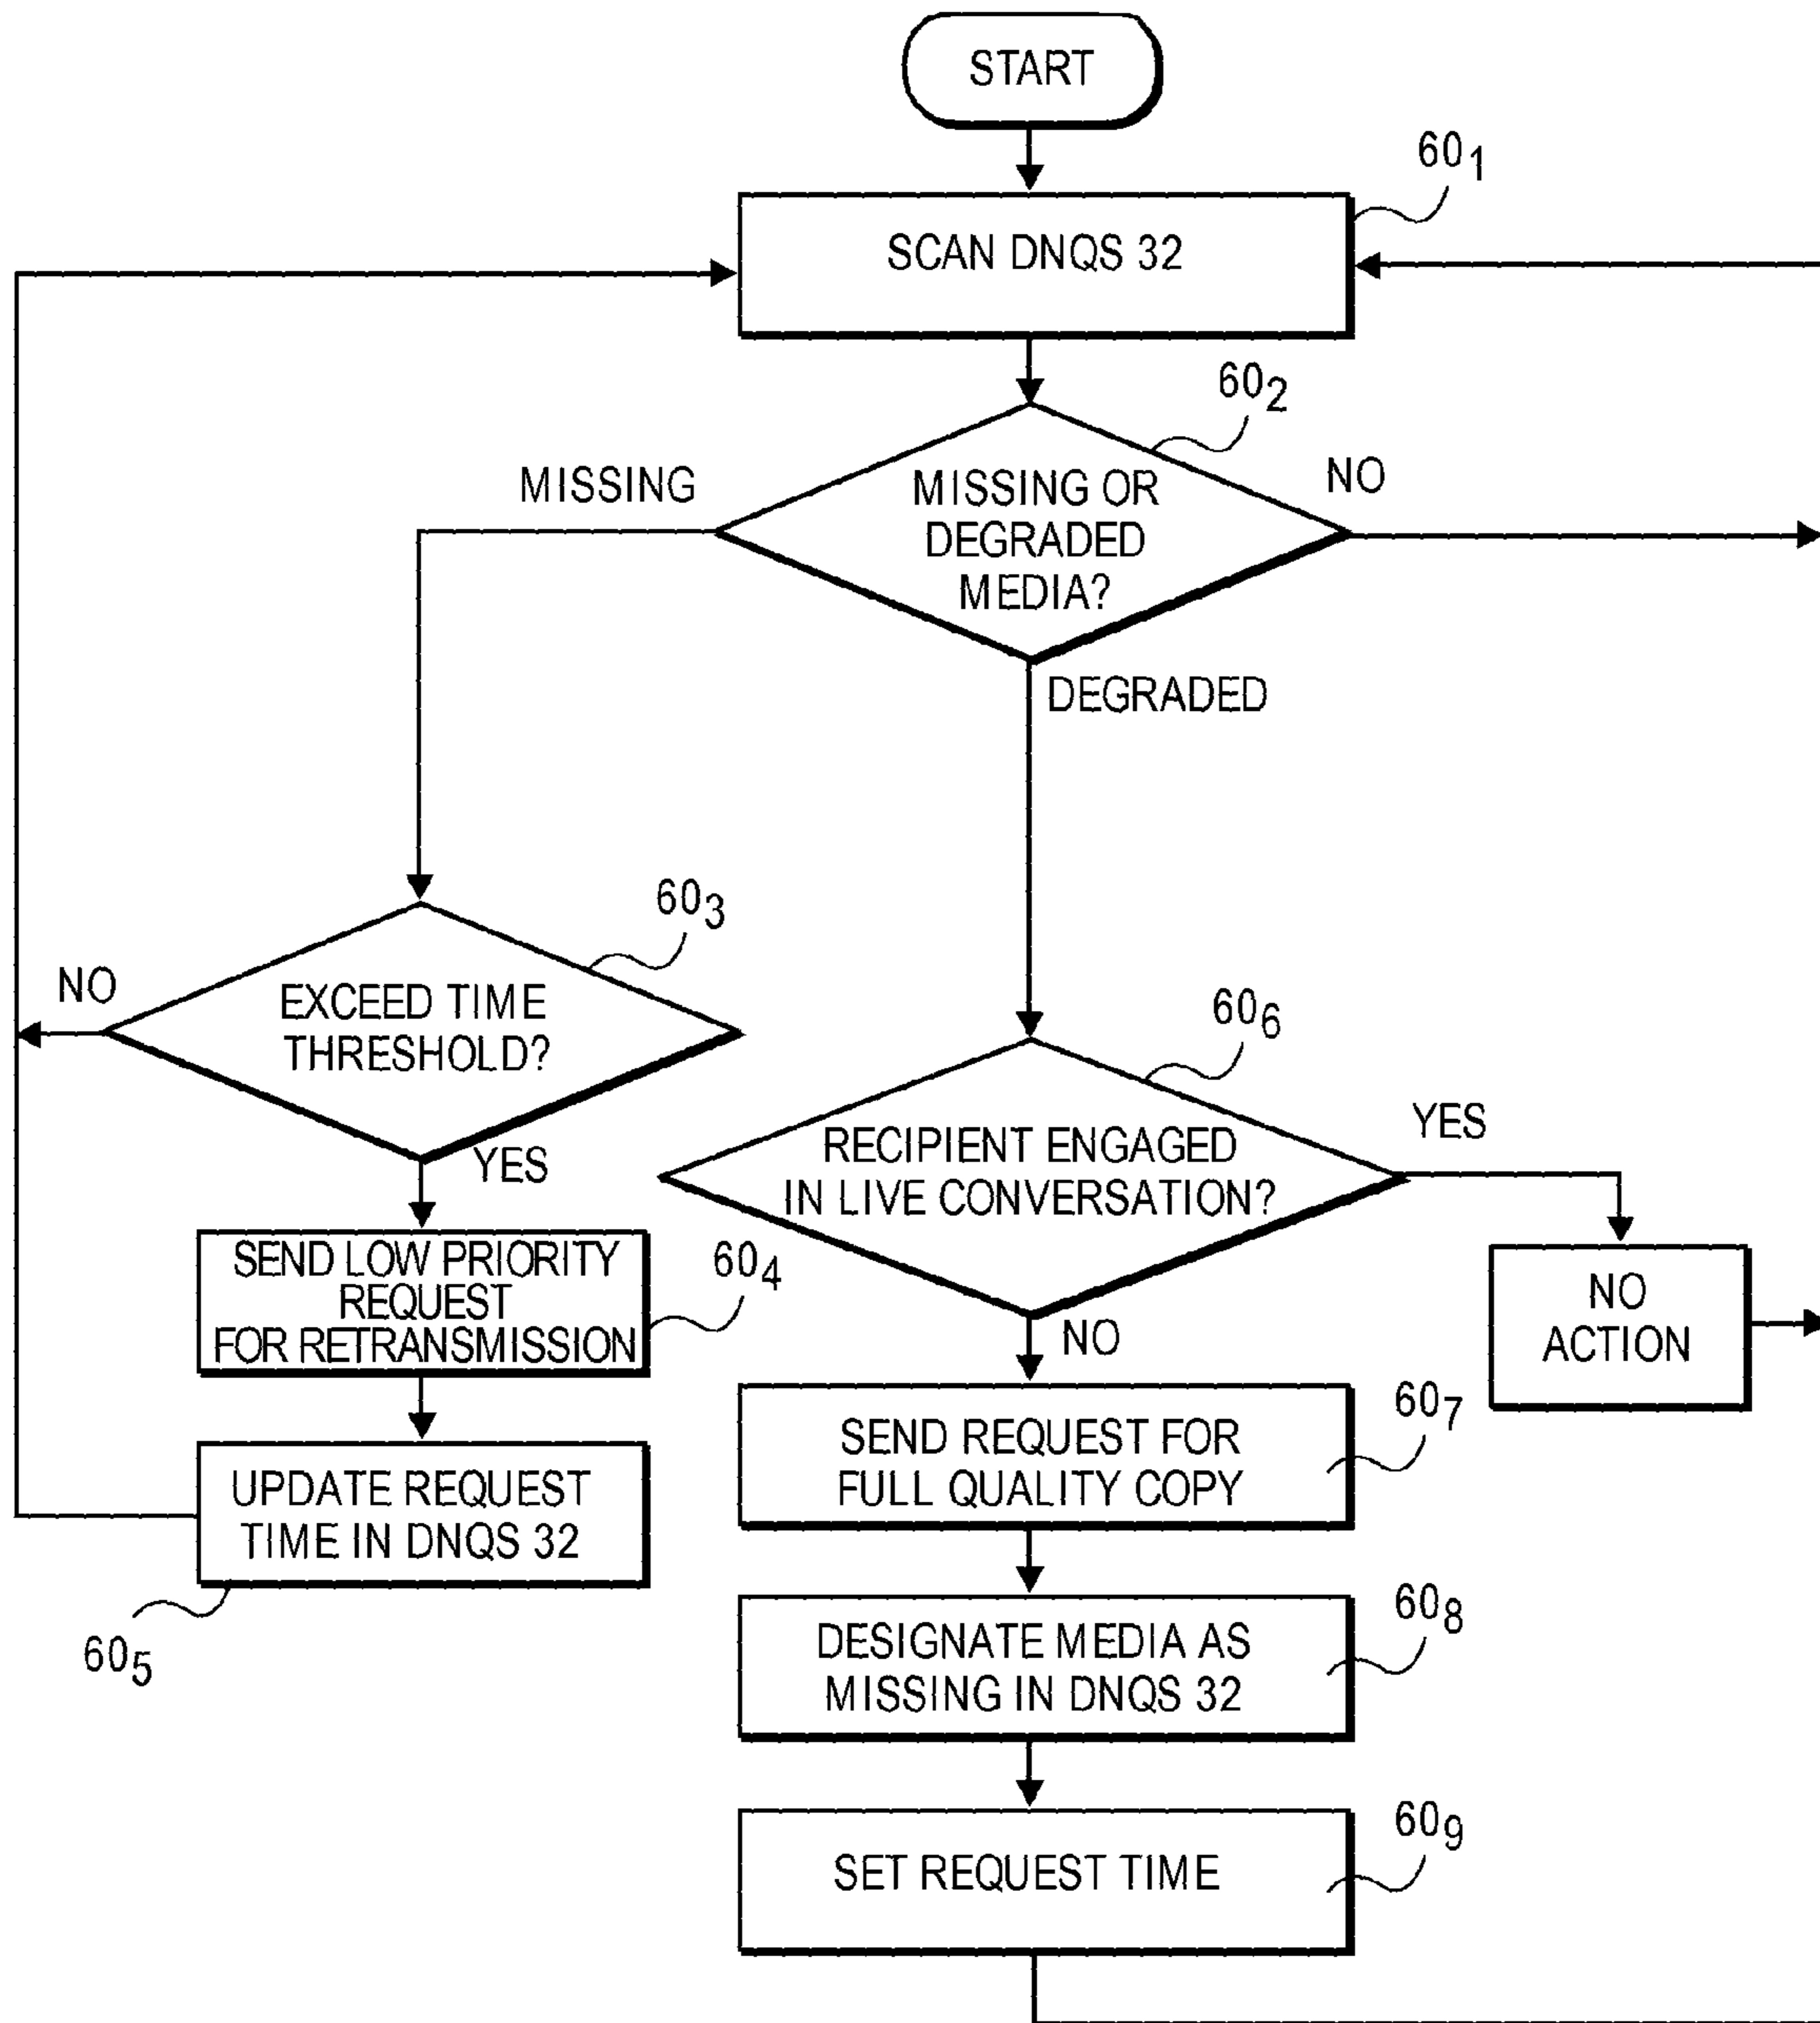 START
60₁
SCAN DNQS 32
60₂
MISSING
MISSING OR
DEGRADED
MEDIA?
NO
DEGRADED
60₃
NO
EXCEED TIME
THRESHOLD?
YES
60₆
RECIPIENT ENGAGED
IN LIVE CONVERSATION?
YES
NO
SEND LOW PRIORITY
REQUEST
FOR RETRANSMISSION
60₄
NO
ACTION
60₇
SEND REQUEST FOR
FULL QUALITY COPY
UPDATE REQUEST
TIME IN DNQS 32
60₅
60₈
DESIGNATE MEDIA AS
MISSING IN DNQS 32
60₉
SET REQUEST TIME